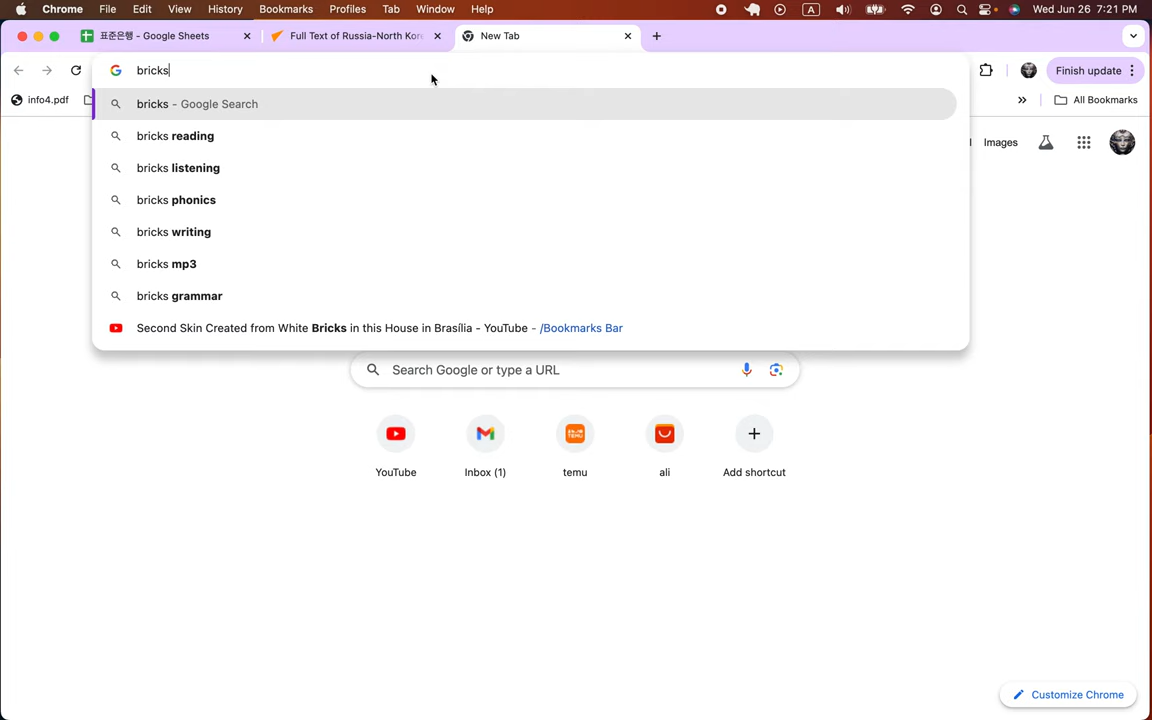 Chrome File Edit View History Bookmarks Profiles Tab Window Help A Wed Jun 26 7:21 PM
표준은행 - Google Sheets Full Text of Russia-North Kor New Tab
bricks Finish update
info4.pdf All Bookmarks
bricks - Google Search
Images
bricks reading
bricks listening
bricks phonics
bricks writing
bricks mp3
bricks grammar
Second Skin Created from White Bricks in this House in Brasília - YouTube - /Bookmarks Bar
Search Google or type a URL
YouTube Inbox (1) temu ali Add shortcut
Customize Chrome